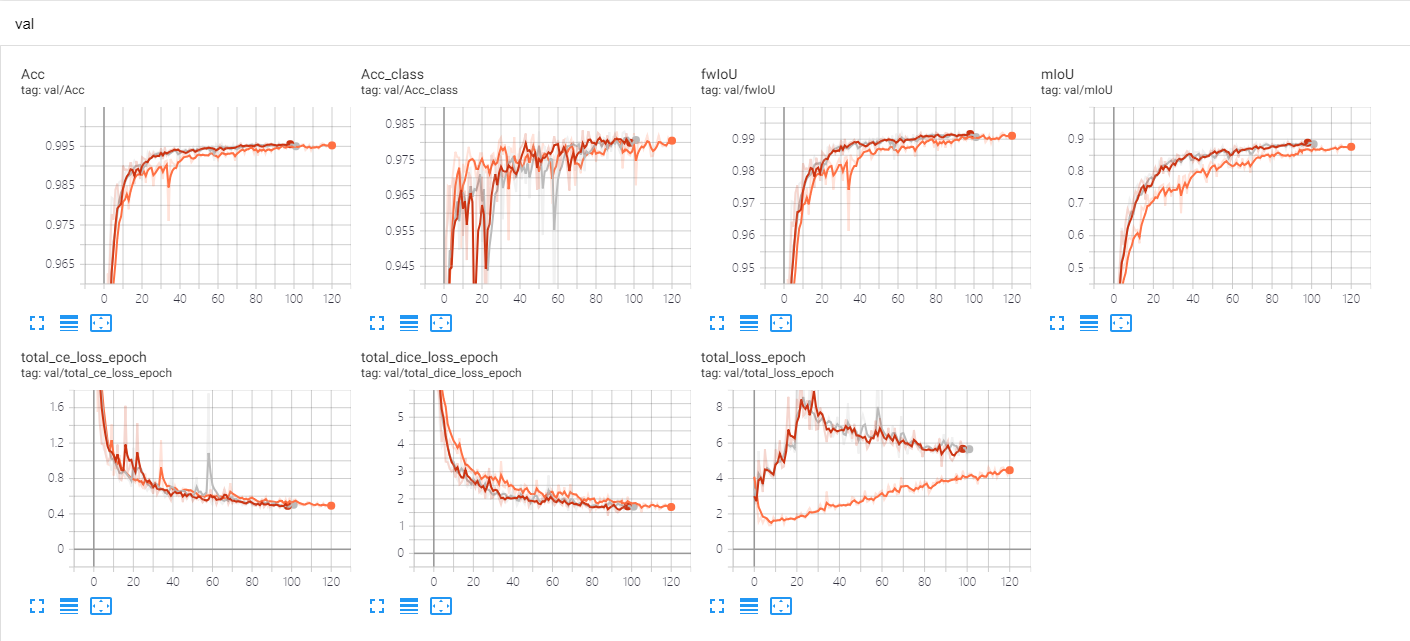 val
Acc
tag: val/Acc
0.995
0.985
0.975
0.965
0 20 40 60 80 100 120
Acc_class
tag: val/Acc_class
0.985
0.975
0.965
0.955
0.945
0 20 40 60 80 100 120
fwIoU
tag: val/fwIoU
0.99
0.98
0.97
0.96
0.95
0 20 40 60 80 100 120
mIoU
tag: val/mIoU
0.9
0.8
0.7
0.6
0.5
0 20 40 60 80 100 120
total_ce_loss_epoch
tag: val/total_ce_loss_epoch
1.6
1.2
0.8
0.4
0
0 20 40 60 80 100 120
total_dice_loss_epoch
tag: val/total_dice_loss_epoch
5
4
3
2
1
0
0 20 40 60 80 100 120
total_loss_epoch
tag: val/total_loss_epoch
8
6
4
2
0
0 20 40 60 80 100 120